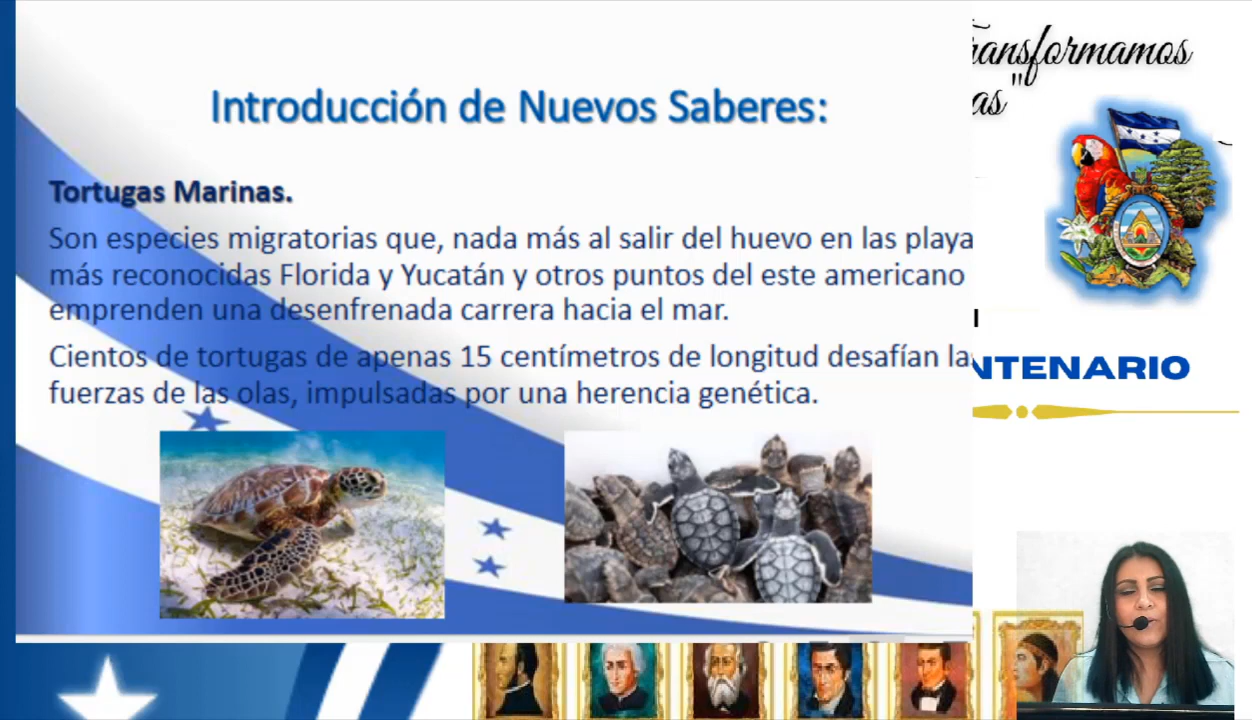 Introducción de Nuevos Saberes:
Tortugas Marinas.
Son especies migratorias que, nada más al salir del huevo en las playa
más reconocidas Florida y Yucatán y otros puntos del este americano
emprenden una desenfrenada carrera hacia el mar.
Cientos de tortugas de apenas 15 centímetros de longitud desafían la
fuerzas de las olas, impulsadas por una herencia genética.
ransformamos
as"
NTENARIO